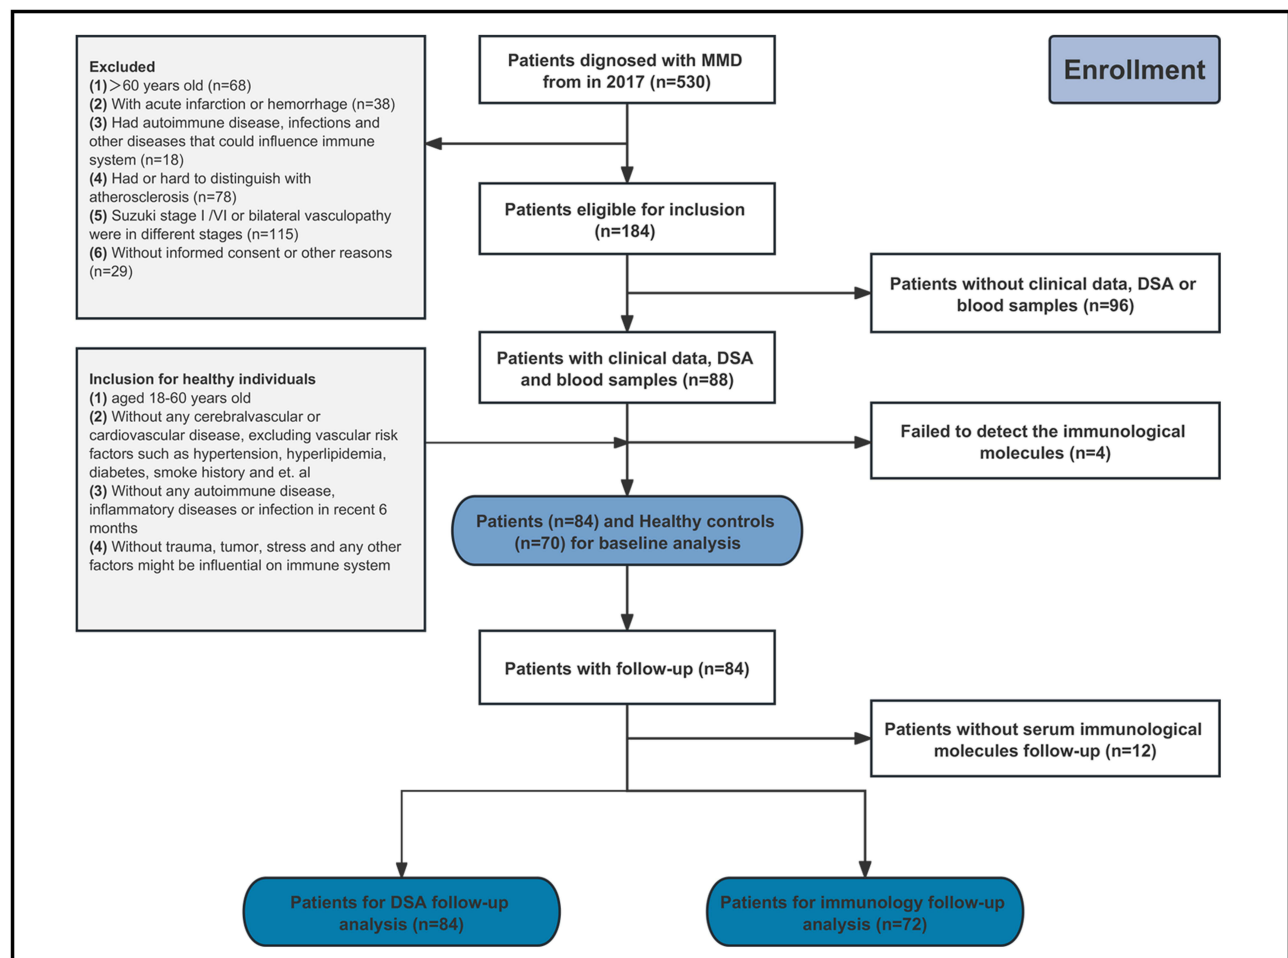 Enrollment
Patients dignosed with MMD
from in 2017 (n=530)
Excluded
(1)＞60 years old (n=68)
(2) With acute infarction or hemorrhage (n=38)
(3) Had autoimmune disease, infections and
other diseases that could influence immune
system (n=18)
(4) Had or hard to distinguish with
atherosclerosis (n=78)
(5) Suzuki stage I /VI or bilateral vasculopathy
were in different stages (n=115)
(6) Without informed consent or other reasons
(n=29)
Patients eligible for inclusion
(n=184)
Patients without clinical data, DSA or
blood samples (n=96)
Patients with clinical data, DSA
and blood samples (n=88)
Inclusion for healthy individuals
(1) aged 18-60 years old
(2) Without any cerebralvascular or
cardiovascular disease, excluding vascular risk
factors such as hypertension, hyperlipidemia,
diabetes, smoke history and et. al
(3) Without any autoimmune disease,
inflammatory diseases or infection in recent 6
months
(4) Without trauma, tumor, stress and any other
factors might be influential on immune system
Failed to detect the immunological
molecules (n=4)
Patients (n=84) and Healthy controls
(n=70) for baseline analysis
Patients with follow-up (n=84)
Patients without serum immunological
molecules follow-up (n=12)
Patients for DSA follow-up
analysis (n=84)
Patients for immunology follow-up
analysis (n=72)